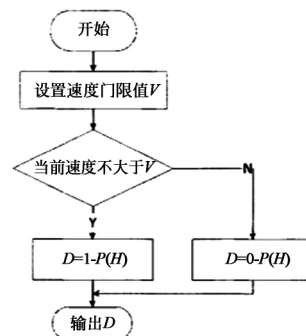 开始
设置速度门限值V
当前速度不大于V
N
Y
D=1-P(H)
D=0-P(H)
输出D